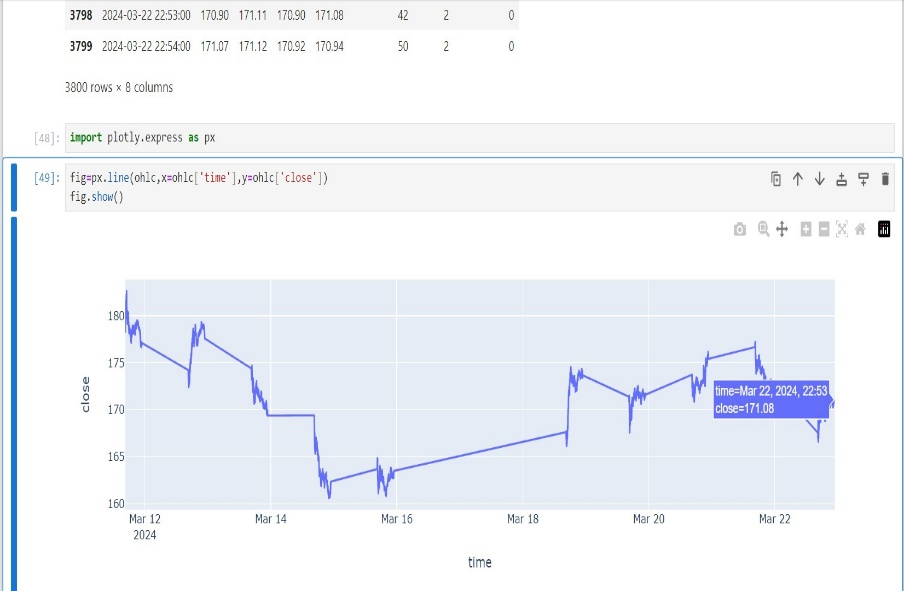 3798 2024-03-22 22:53:00 170.90 171.11 170.90 171.08 42 2 0
3799 2024-03-22 22:54:00 171.07 171.12 170.92 170.94 50 2 0
3800 rows × 8 columns
[48]: import plotly.express as px
[49]: fig=px.line(ohlc,x=ohlc['time'],y=ohlc['close'])
fig.show()
180
175
170
165
160
close
time=Mar 22, 2024, 22:53
close=171.08
Mar 12 Mar 14 Mar 16 Mar 18 Mar 20 Mar 22
2024
time